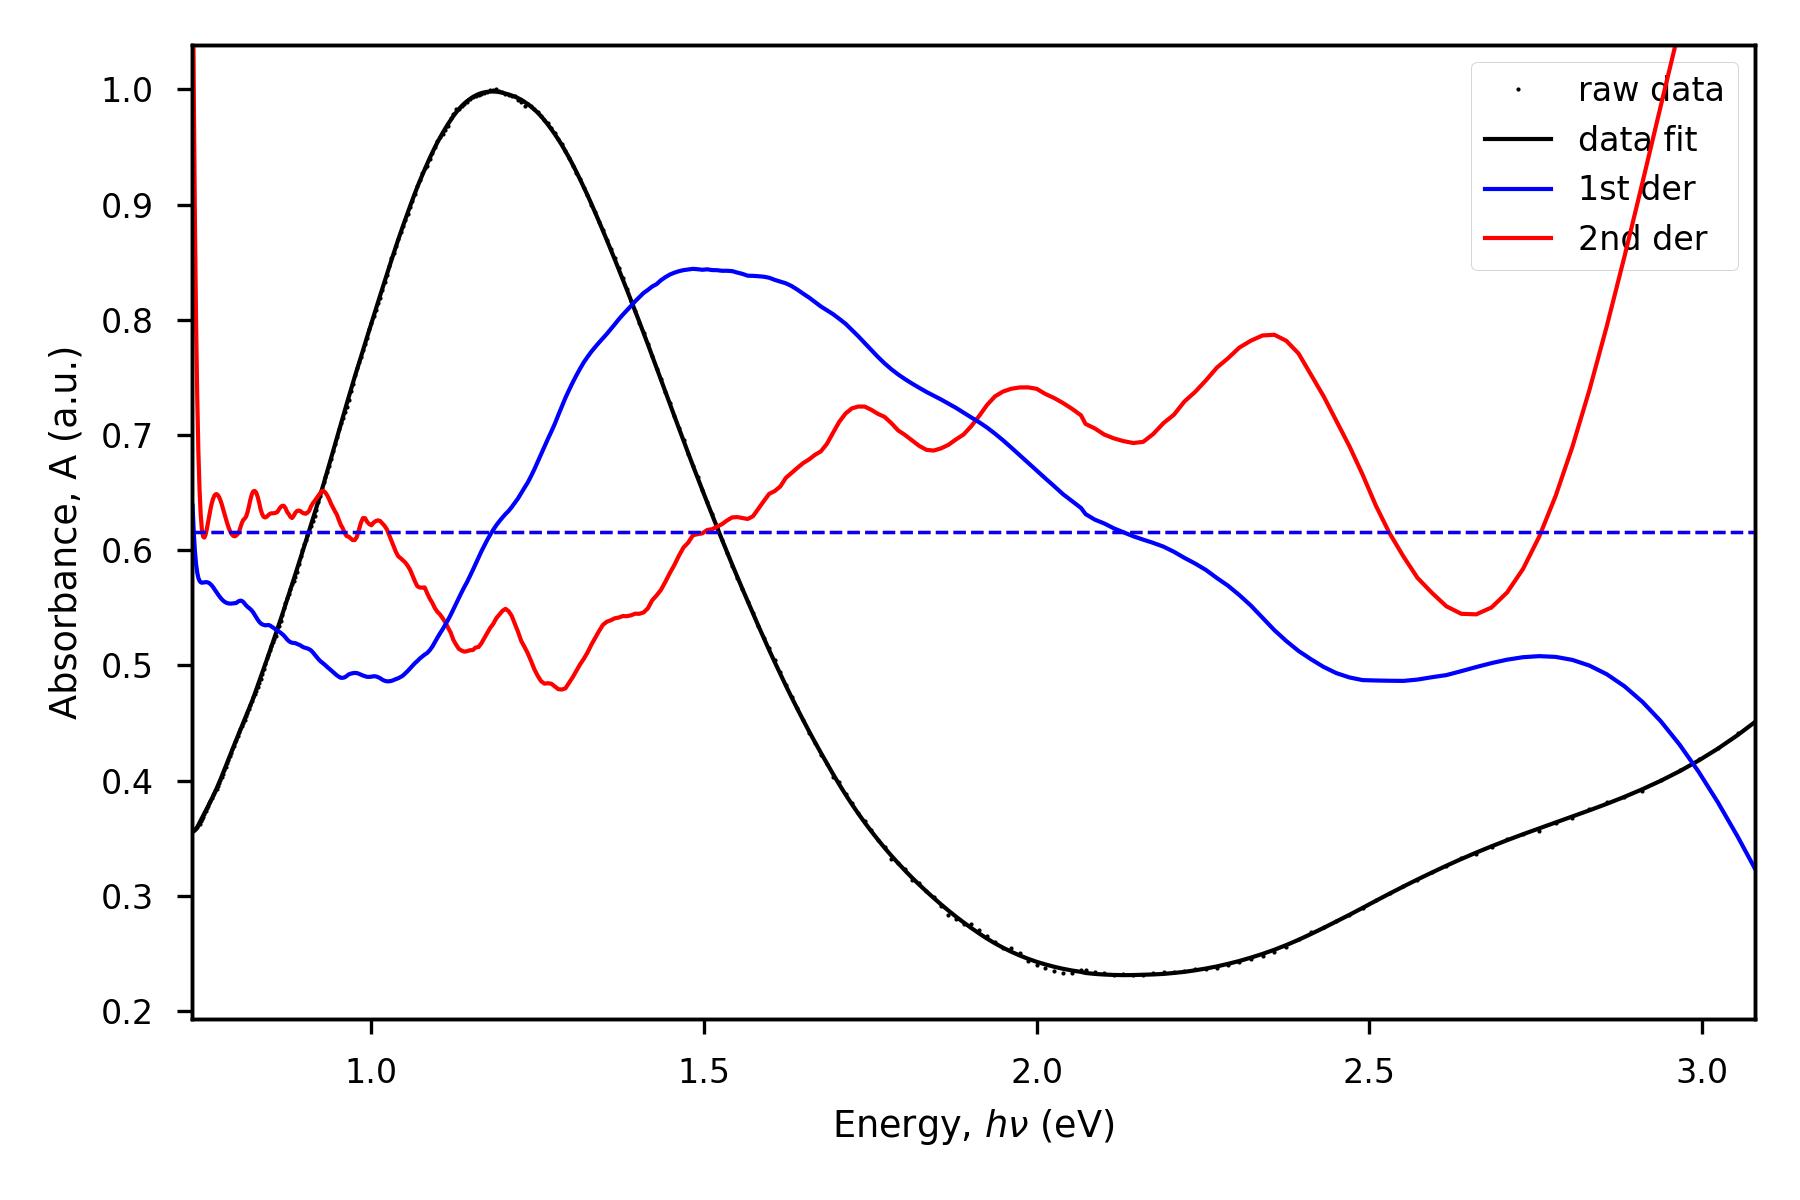 1.0
0.9
0.8
0.7
0.6
0.5
0.4
0.3
0.2
Absorbance, A (a.u.)
raw data
data fit
1st der
2nd der
1.0 1.5 2.0 2.5 3.0
Energy, hν (eV)